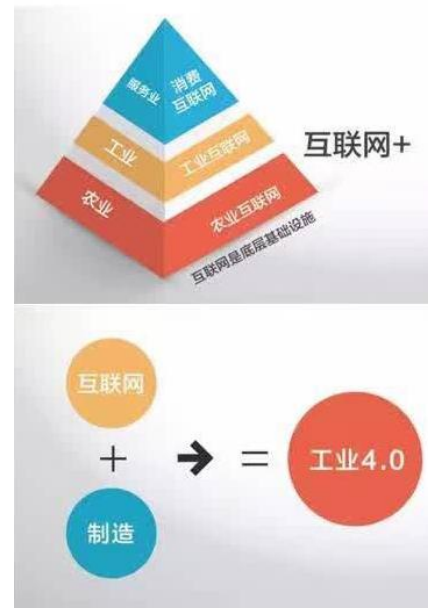 服务业
消费
互联网
工业
工业互联网
互联网+
农业
农业互联网
互联网是底层基础设施
互联网
+
➔ =
工业4.0
制造